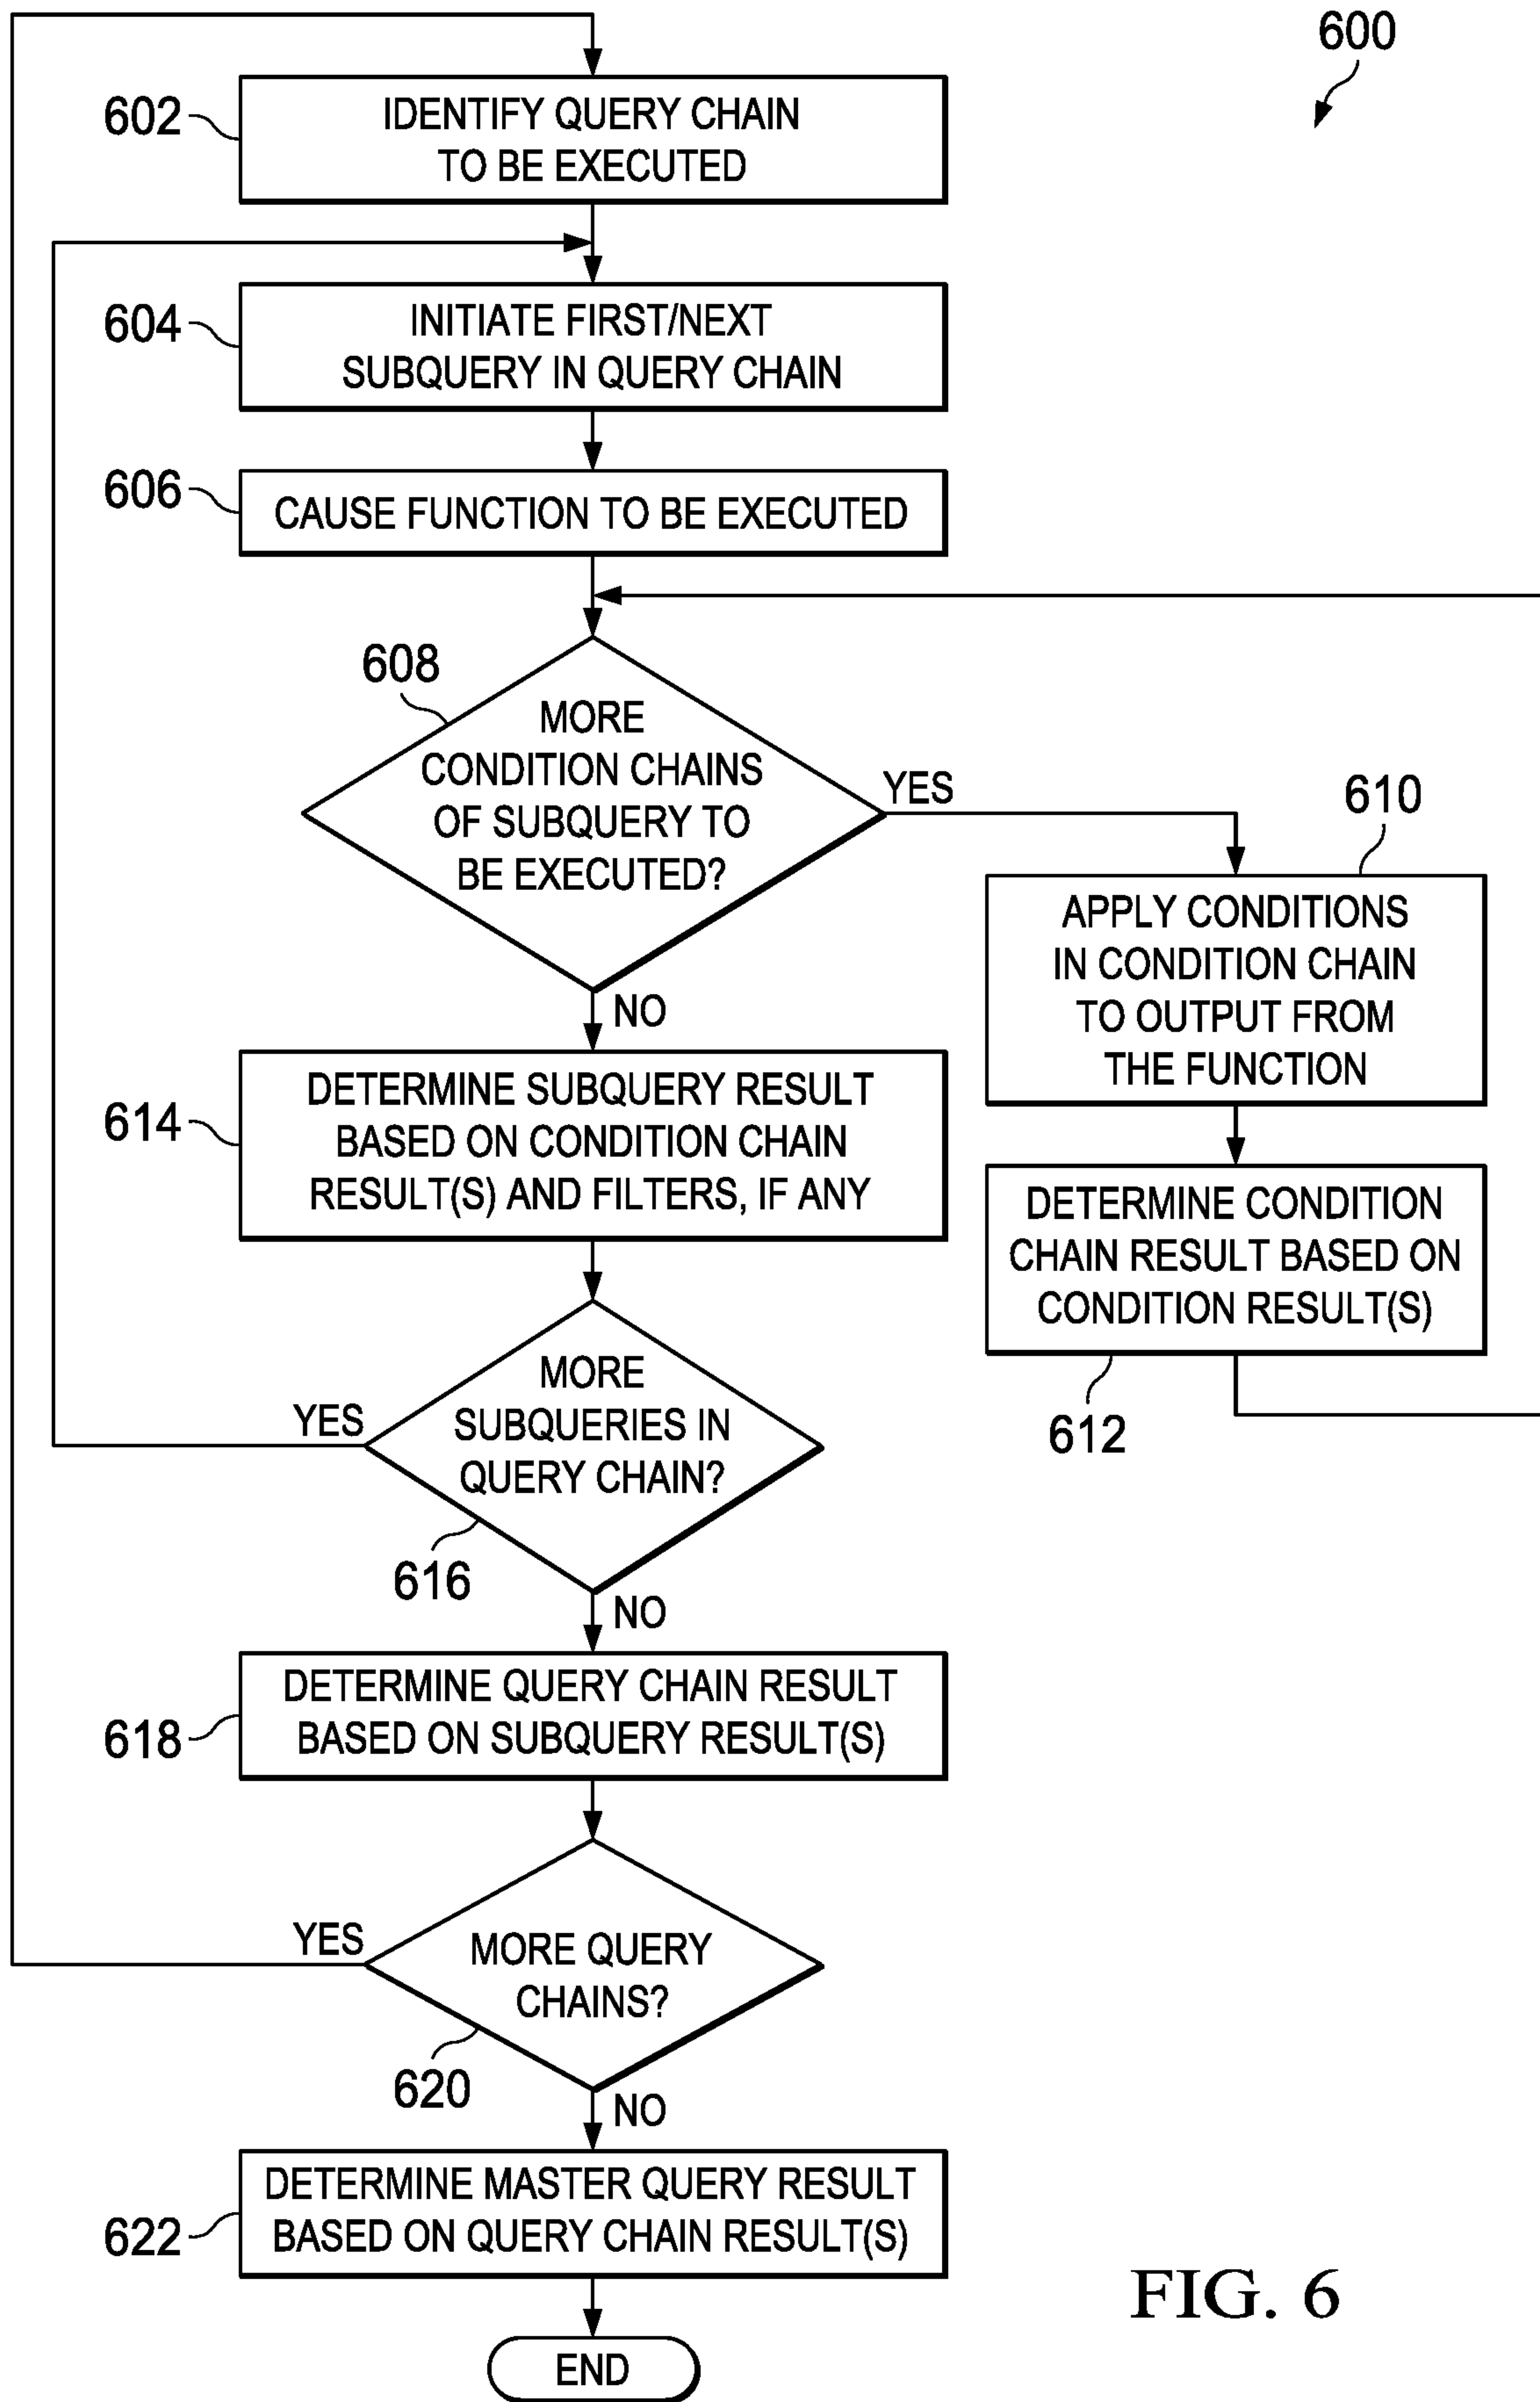 600
602
IDENTIFY QUERY CHAIN
TO BE EXECUTED
604
INITIATE FIRST/NEXT
SUBQUERY IN QUERY CHAIN
606
CAUSE FUNCTION TO BE EXECUTED
608
MORE
CONDITION CHAINS
OF SUBQUERY TO
BE EXECUTED?
YES
610
APPLY CONDITIONS
IN CONDITION CHAIN
TO OUTPUT FROM
THE FUNCTION
NO
614
DETERMINE SUBQUERY RESULT
BASED ON CONDITION CHAIN
RESULT(S) AND FILTERS, IF ANY
DETERMINE CONDITION
CHAIN RESULT BASED ON
CONDITION RESULT(S)
612
YES
MORE
SUBQUERIES IN
QUERY CHAIN?
616
NO
618
DETERMINE QUERY CHAIN RESULT
BASED ON SUBQUERY RESULT(S)
YES
MORE QUERY
CHAINS?
620
NO
622
DETERMINE MASTER QUERY RESULT
BASED ON QUERY CHAIN RESULT(S)
END
FIG. 6